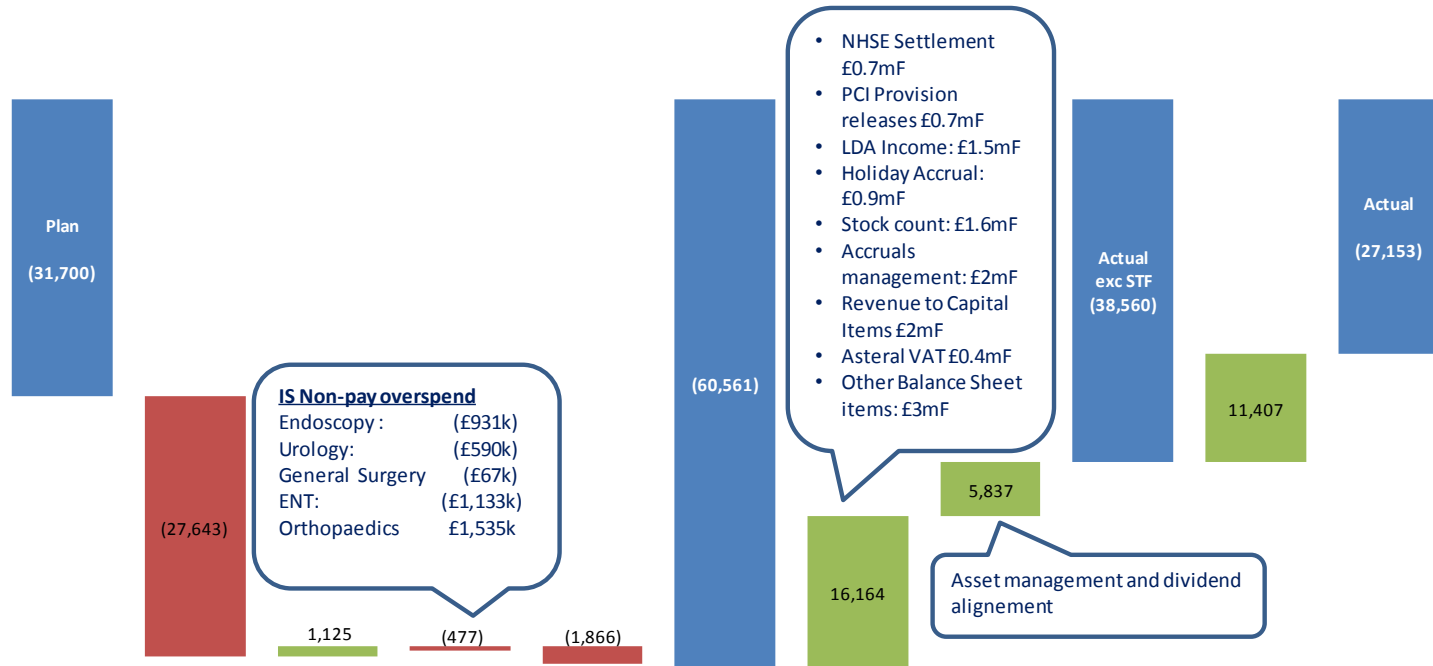 Plan
(31,700)
(27,643)
1,125
IS Non-pay overspend
Endoscopy : (£931k)
Urology: (£590k)
General Surgery (£67k)
ENT: (£1,133k)
Orthopaedics £1,535k
(477)
(1,866)
(60,561)
• NHSE Settlement
£0.7mF
• PCI Provision
releases £0.7mF
• LDA Income: £1.5mF
• Holiday Accrual:
£0.9mF
• Stock count: £1.6mF
• Accruals
management: £2mF
• Revenue to Capital
Items £2mF
• Asteral VAT £0.4mF
• Other Balance Sheet
items: £3mF
16,164
5,837
Asset management and dividend
alignement
Actual
exc STF
(38,560)
11,407
Actual
(27,153)